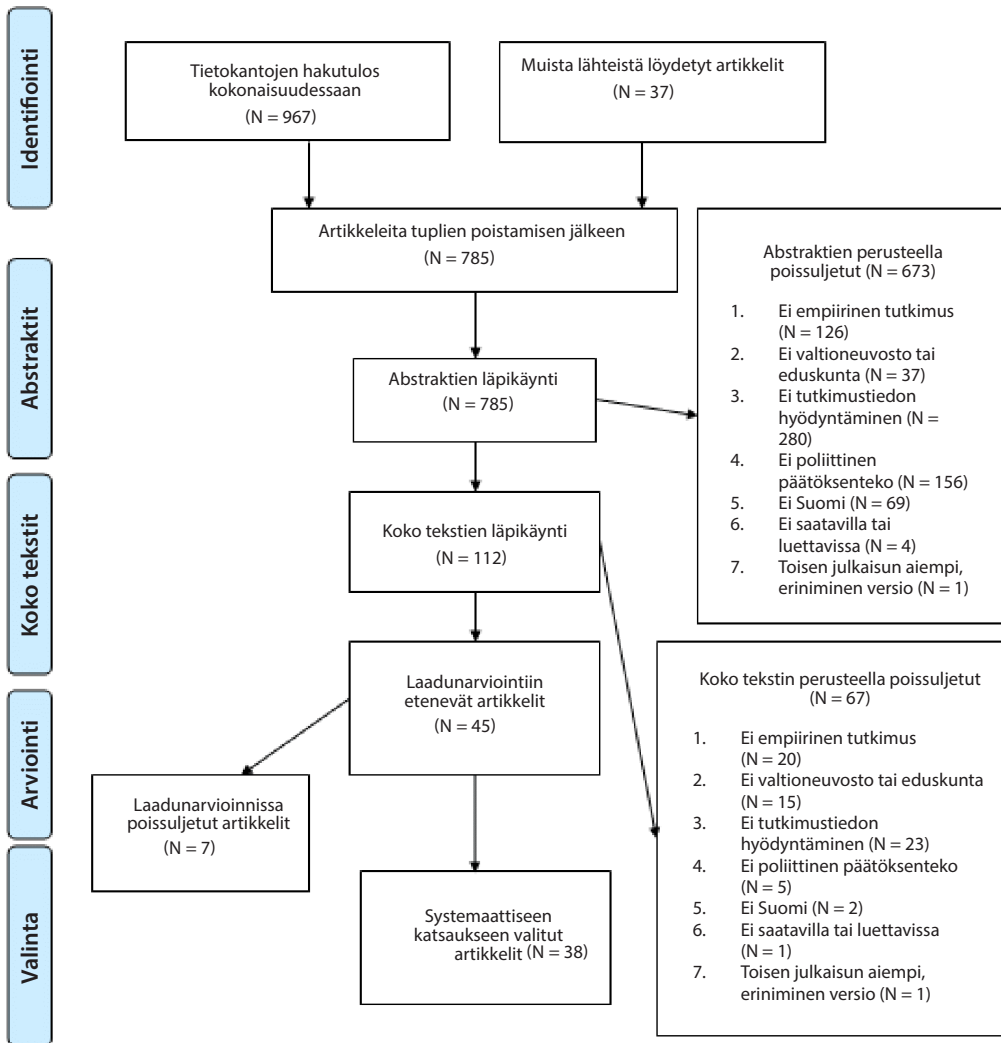 Identifiointi
Tietokantojen hakutulos
kokonaisuudessaan
(N = 967)
Muista lähteistä löydetyt artikkelit
(N = 37)
Artikkeleita tuplien poistamisen jälkeen
(N = 785)
Abstraktit
Abstraktien läpikäynti
(N = 785)
Abstraktien perusteella
poissuljetut (N = 673)
1. Ei empiirinen tutkimus
(N = 126)
2. Ei valtioneuvosto tai
eduskunta (N = 37)
3. Ei tutkimustiedon
hyödyntäminen (N =
280)
4. Ei poliittinen
päätöksenteko (N = 156)
5. Ei Suomi (N = 69)
6. Ei saatavilla tai
luettavissa (N = 4)
7. Toisen julkaisun aiempi,
eriniminen versio (N = 1)
Koko tekstit
Koko tekstien läpikäynti
(N = 112)
Koko tekstin perusteella poissuljetut
(N = 67)
1. Ei empiirinen tutkimus
(N = 20)
2. Ei valtioneuvosto tai eduskunta
(N = 15)
3. Ei tutkimustiedon
hyödyntäminen (N = 23)
4. Ei poliittinen päätöksenteko
(N = 5)
5. Ei Suomi (N = 2)
6. Ei saatavilla tai luettavissa
(N = 1)
7. Toisen julkaisun aiempi,
eriniminen versio (N = 1)
Arviointi
Laadunarviointiin
etenevät artikkelit
(N = 45)
Laadunarvioinnissa
poissuljetut artikkelit
(N = 7)
Valinta
Systemaattiseen
katsaukseen valitut
artikkelit (N = 38)